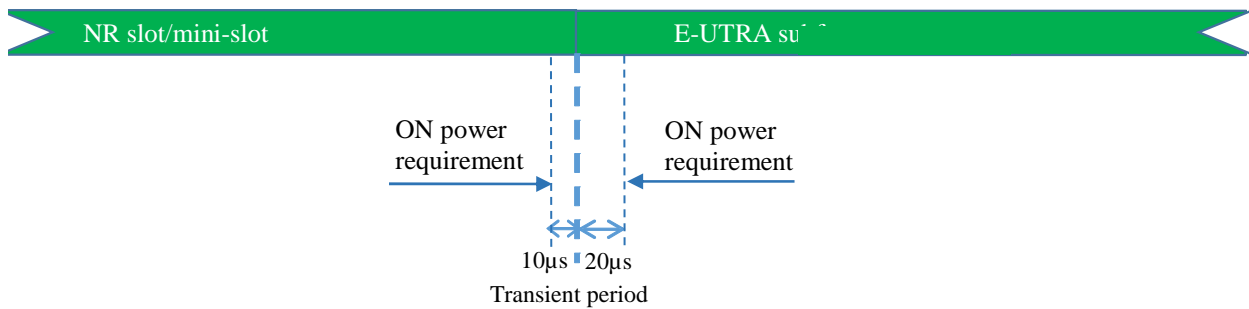 NR slot/mini-slot
E-UTRA
ON power
requirement
ON power
requirement
10µs
20µs
Transient period